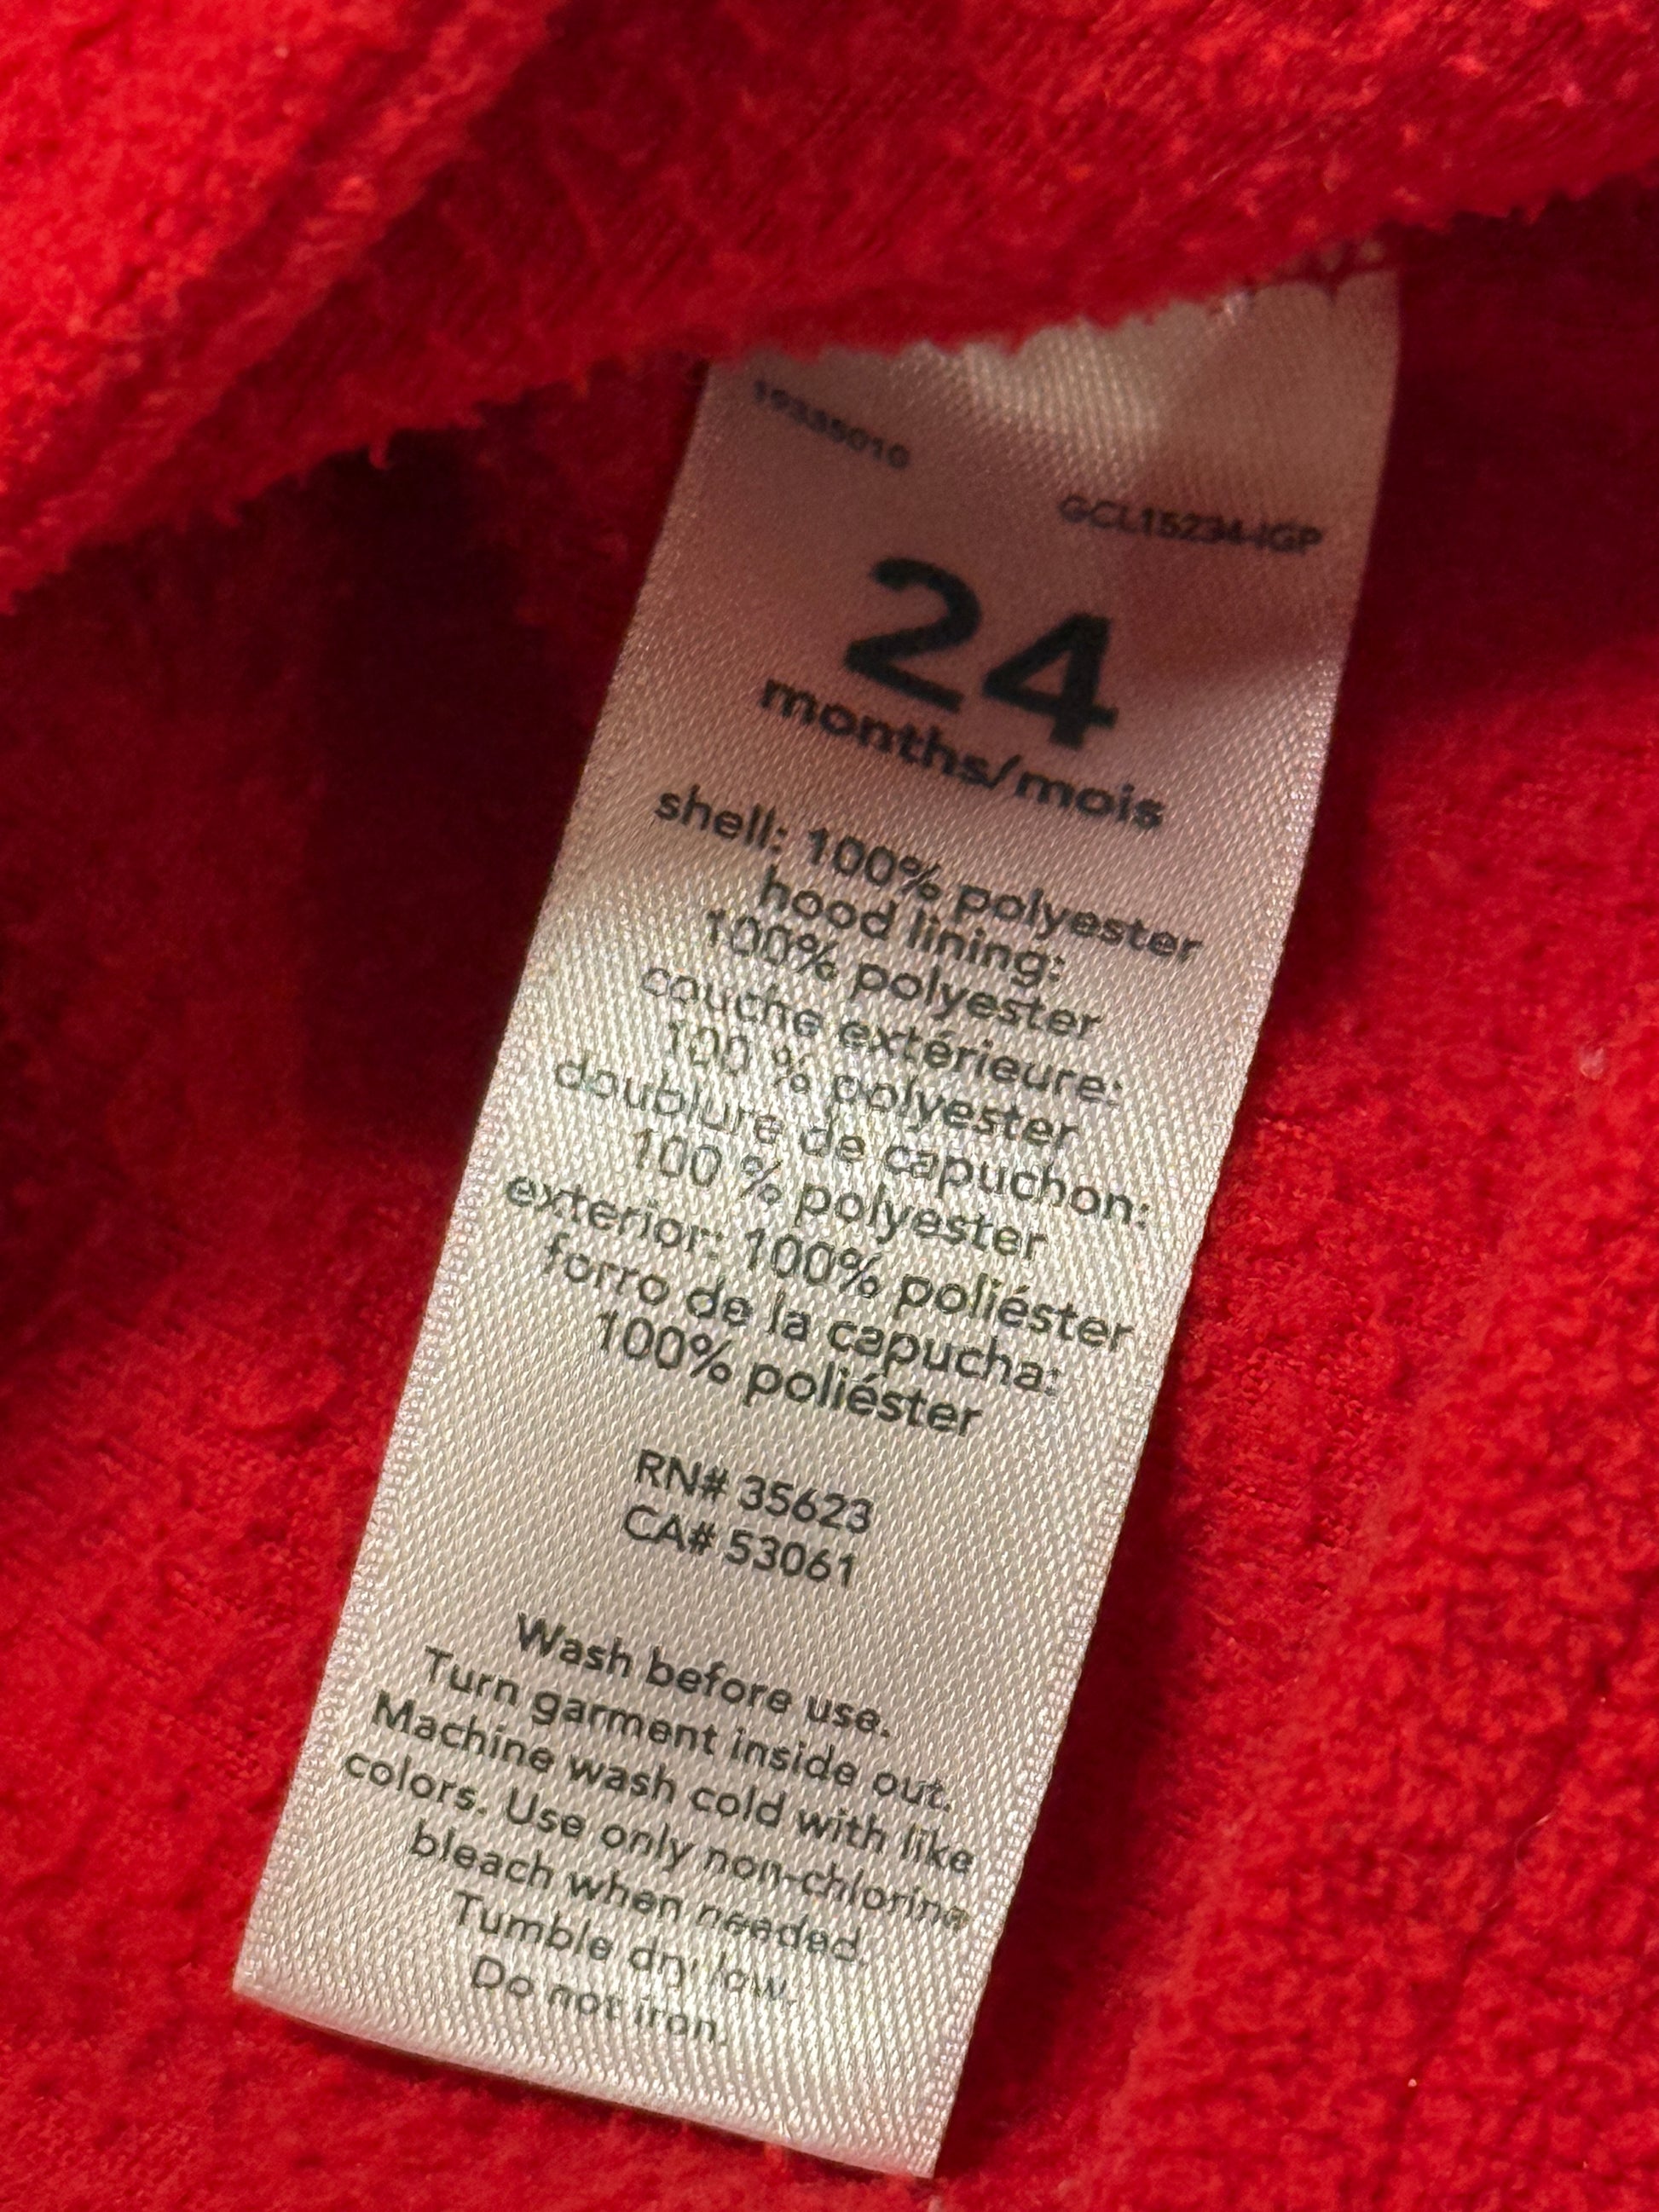 19335010
GCL15234-IGP
24
months/mois
shell: 100% polyester
hood lining:
100% polyester
couche extérieure:
100 % polyester
doublure de capuchon:
100 % polyester
exterior: 100% poliéster
forro de la capucha:
100% poliéster
RN# 35623
CA# 53061
Wash before use.
Turn garment inside out.
Machine wash cold with like
colors. Use only non-chlorine
bleach when needed.
Tumble dry low.
Do not iron.